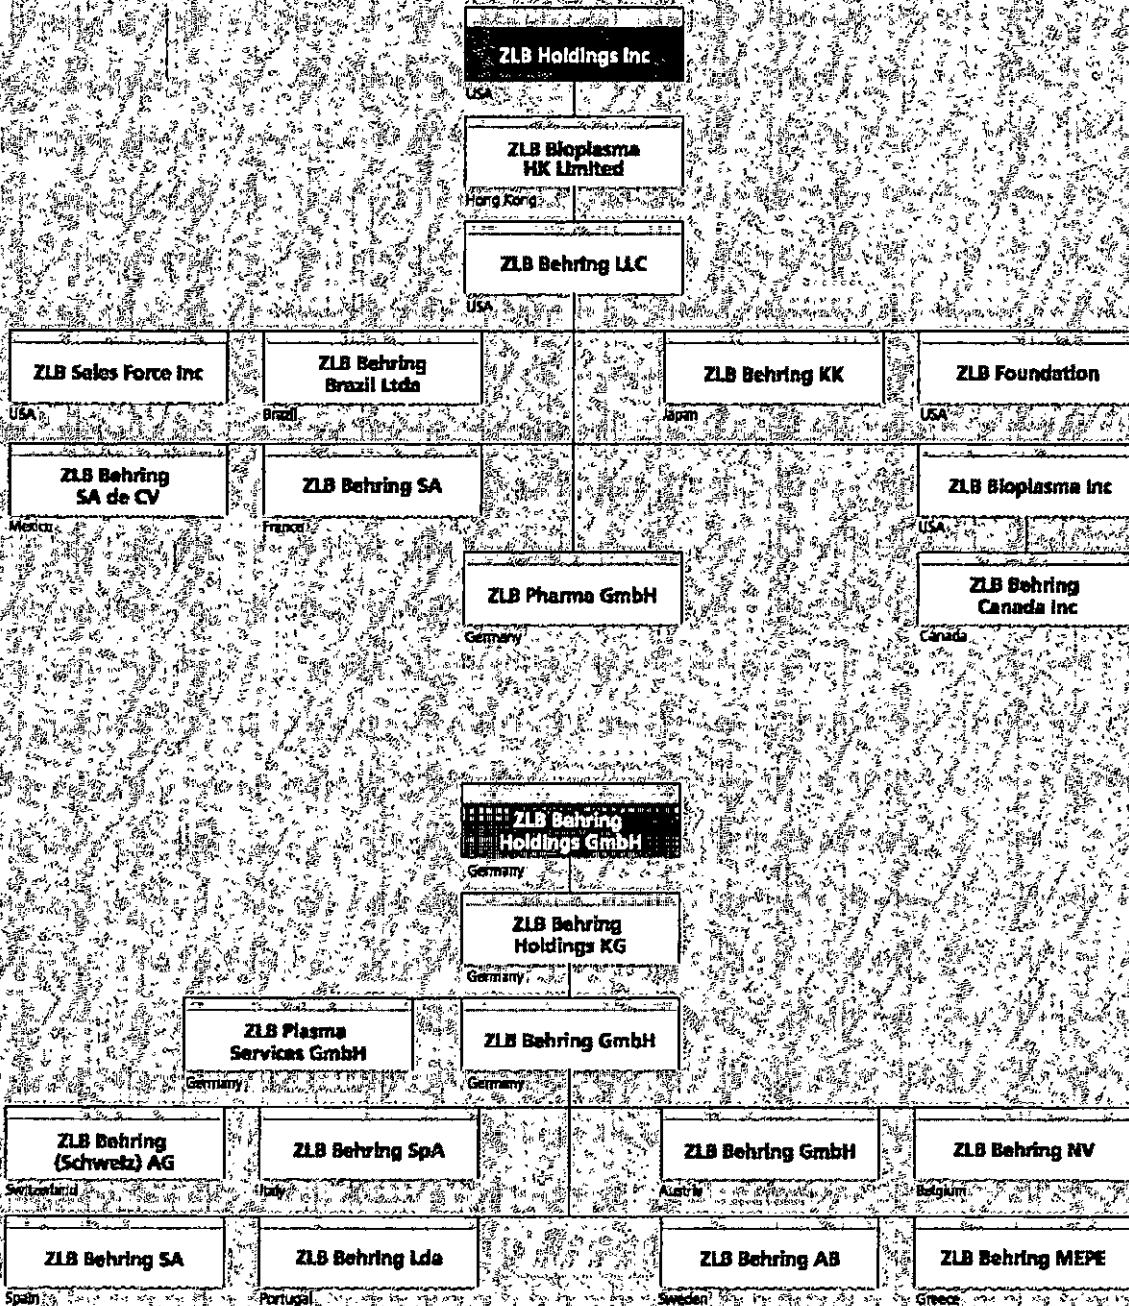 ZLB Holdings Inc
USA
ZLB Bioplasma
HK Limited
Hong Kong
ZLB Behring LLC
USA
ZLB Sales Force Inc
USA
ZLB Behring
Brazil Ltda
Brazil
ZLB Behring KK
Japan
ZLB Foundation
USA
ZLB Behring
SA de CV
Mexico
ZLB Behring SA
France
ZLB Bioplasma Inc
USA
ZLB Pharma GmbH
Germany
ZLB Behring
Canada Inc
Canada
ZLB Behring
Holdings GmbH
Germany
ZLB Behring
Holdings KG
Germany
ZLB Plasma
Services GmbH
Germany
ZLB Behring GmbH
Germany
ZLB Behring
(Schweiz) AG
Switzerland
ZLB Behring SpA
Italy
ZLB Behring GmbH
Austria
ZLB Behring NV
Belgium
ZLB Behring SA
Spain
ZLB Behring Lda
Portugal
ZLB Behring AB
Sweden
ZLB Behring MEPE
Greece